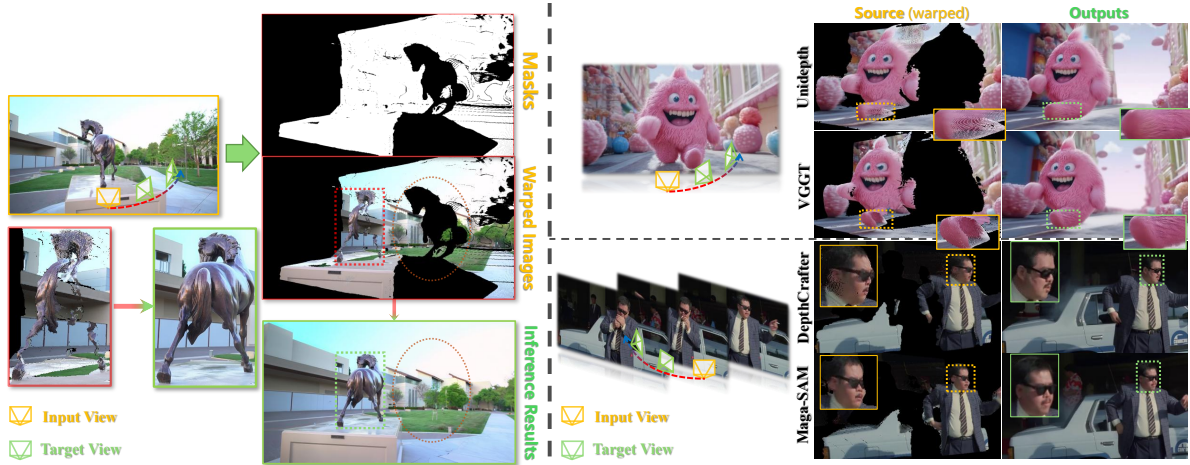 Masks
Warped Images
Inference Results
Input View
Target View
Source (warped)
Outputs
Unidepth
VGGT
DepthCrafter
Maga-SAM
Input View
Target View